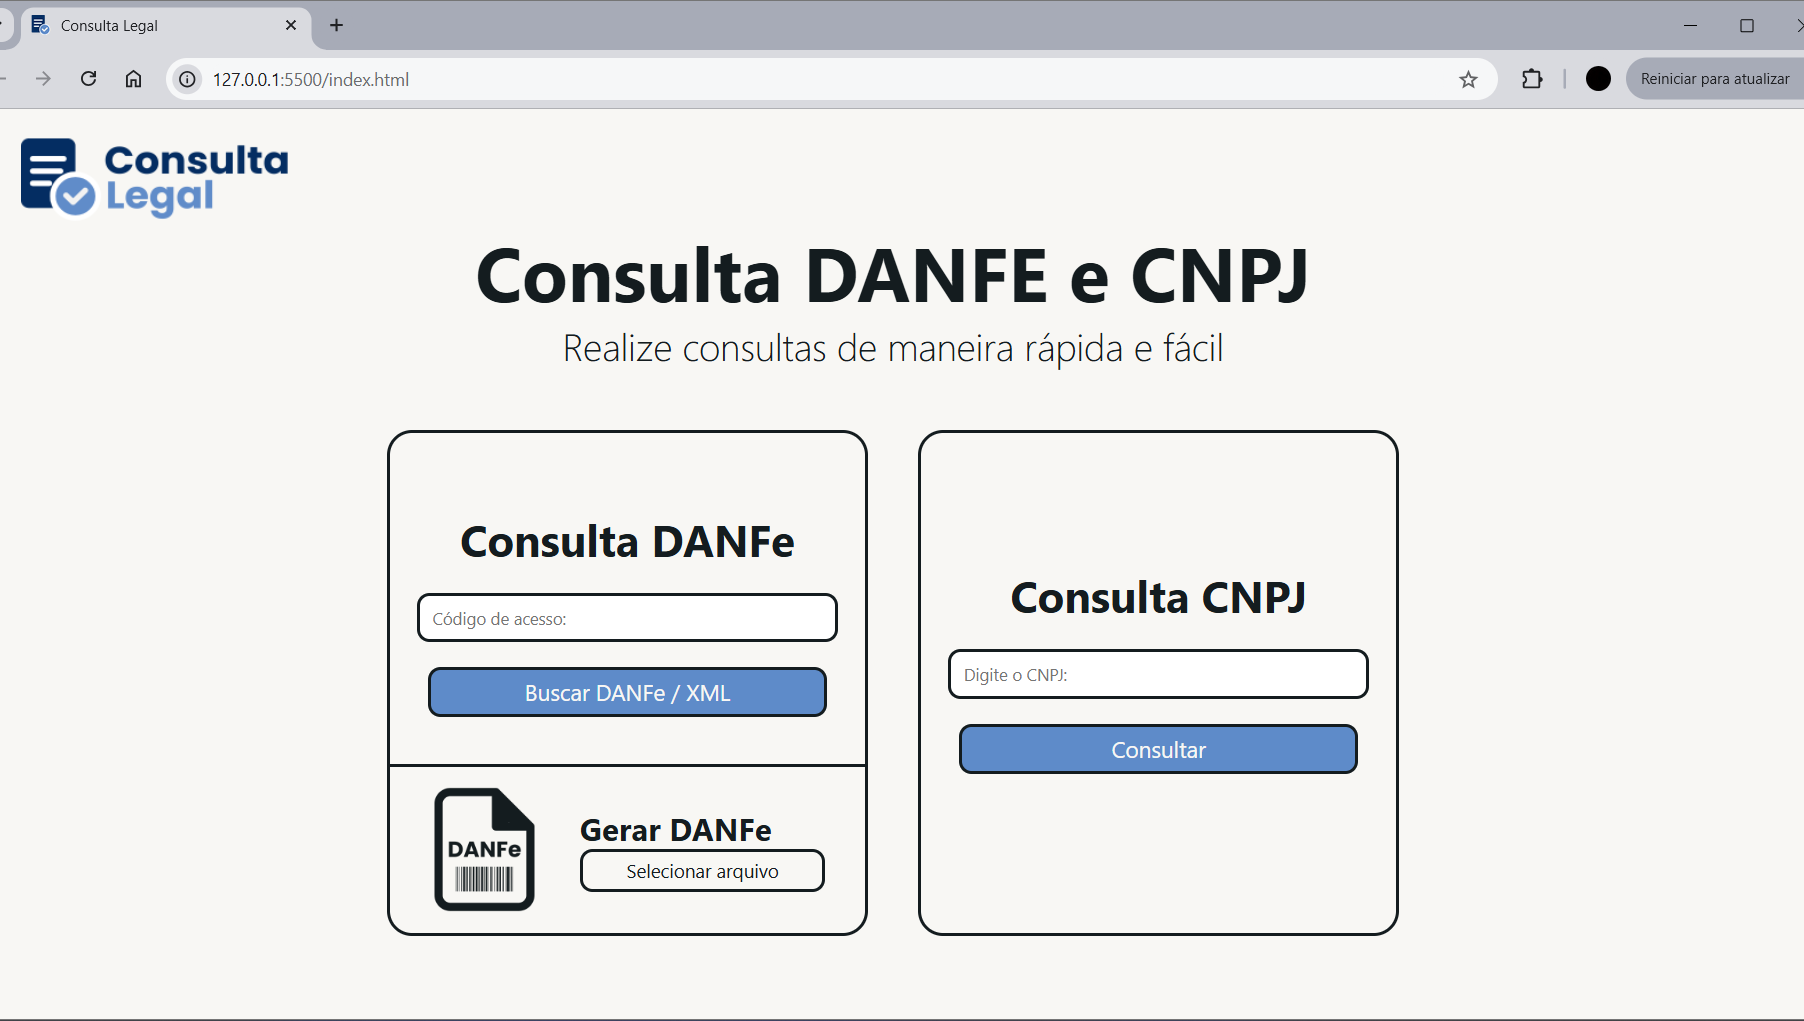 Consulta Legal
127.0.0.1:5500/index.html
Reiniciar para atualizar
Consulta
Legal
Consulta DANFE e CNPJ
Realize consultas de maneira rápida e fácil
Consulta DANFe
Código de acesso:
Buscar DANFe / XML
DANFe
Gerar DANFe
Selecionar arquivo
Consulta CNPJ
Digite o CNPJ:
Consultar